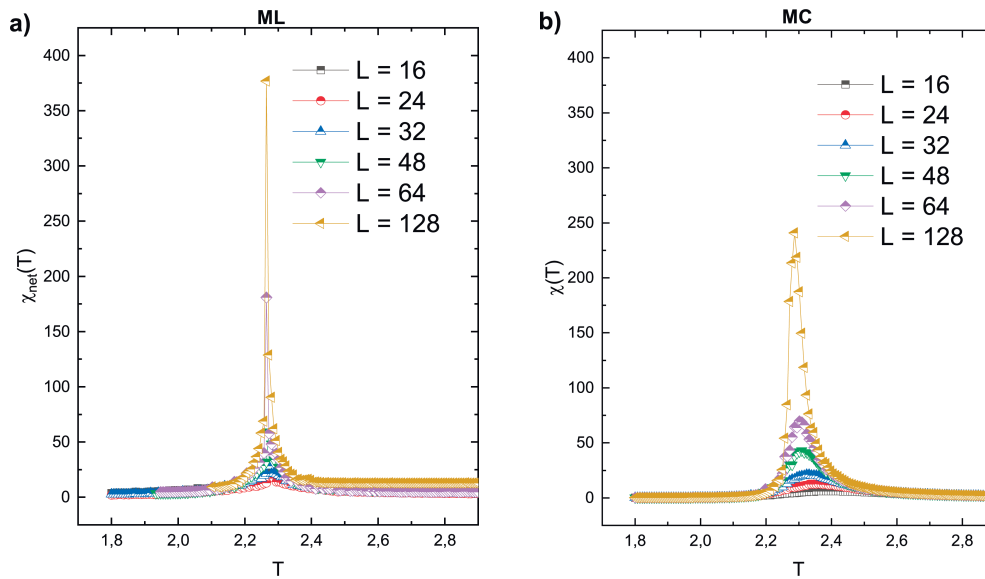 a)
ML
χnet(T)
400
350
300
250
200
150
100
50
0
L = 16
L = 24
L = 32
L = 48
L = 64
L = 128
1,8
2,0
2,2
2,4
2,6
2,8
T
b)
MC
χ(T)
400
350
300
250
200
150
100
50
0
L = 16
L = 24
L = 32
L = 48
L = 64
L = 128
1,8
2,0
2,2
2,4
2,6
2,8
T